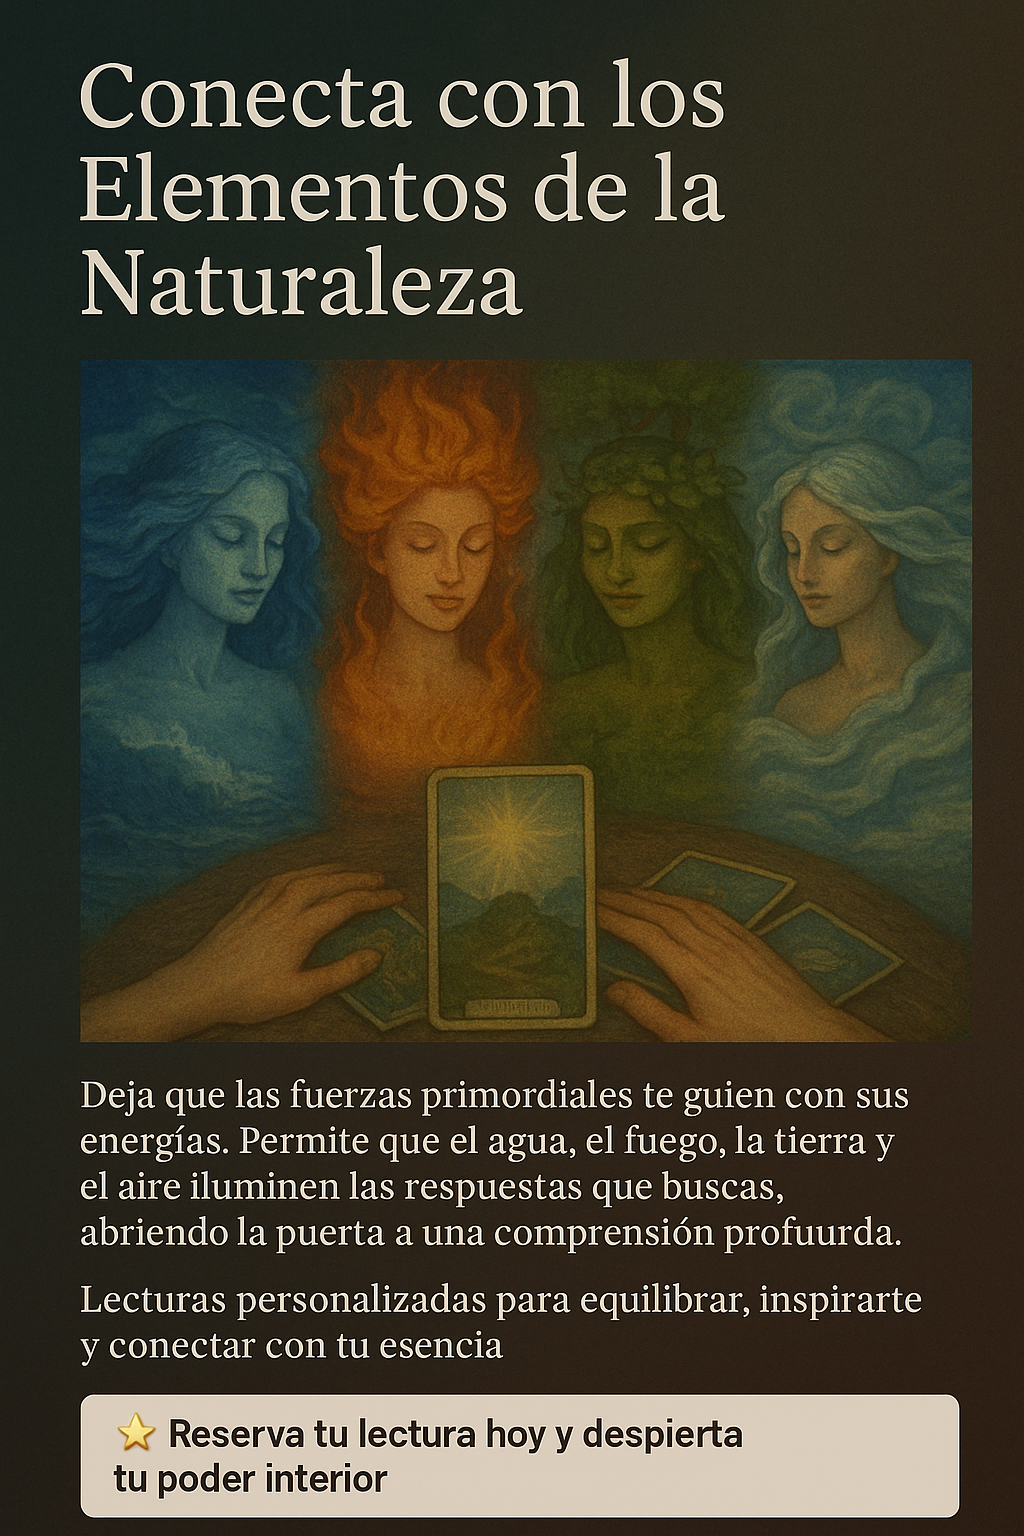 Conecta con los
Elementos de la
Naturaleza
Deja que las fuerzas primordiales te guien con sus
energías. Permite que el agua, el fuego, la tierra y
el aire iluminen las respuestas que buscas,
abriendo la puerta a una comprensión profuurda.
Lecturas personalizadas para equilibrar, inspirarte
y conectar con tu esencia
⭐ Reserva tu lectura hoy y despierta
tu poder interior